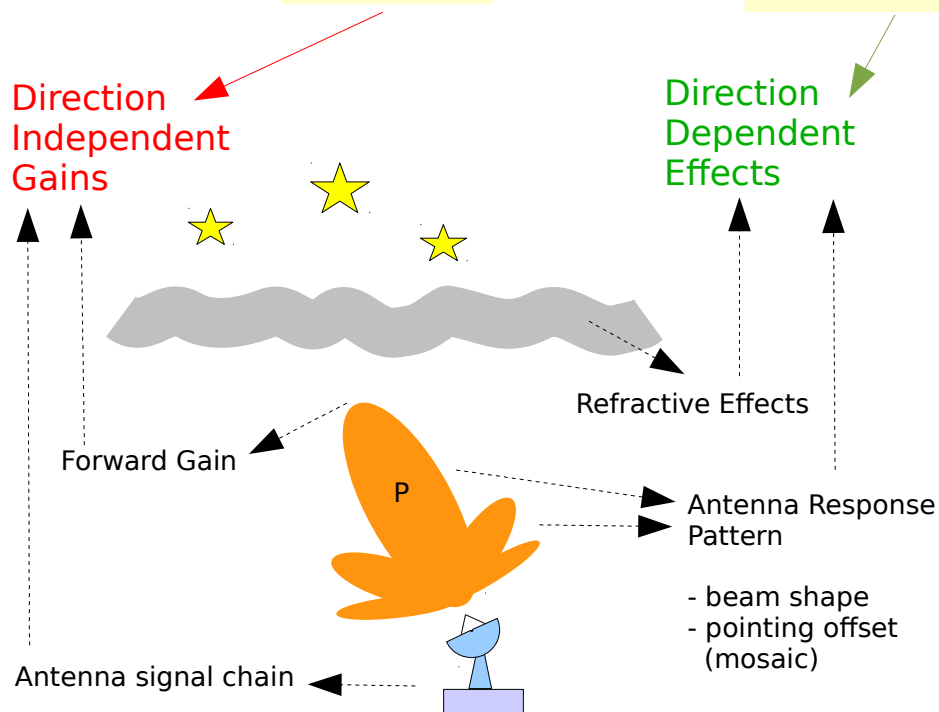 Direction
Independent
Gains
Direction
Dependent
Effects
Refractive Effects
Forward Gain
P
Antenna Response
Pattern
- beam shape
- pointing offset
(mosaic)
Antenna signal chain